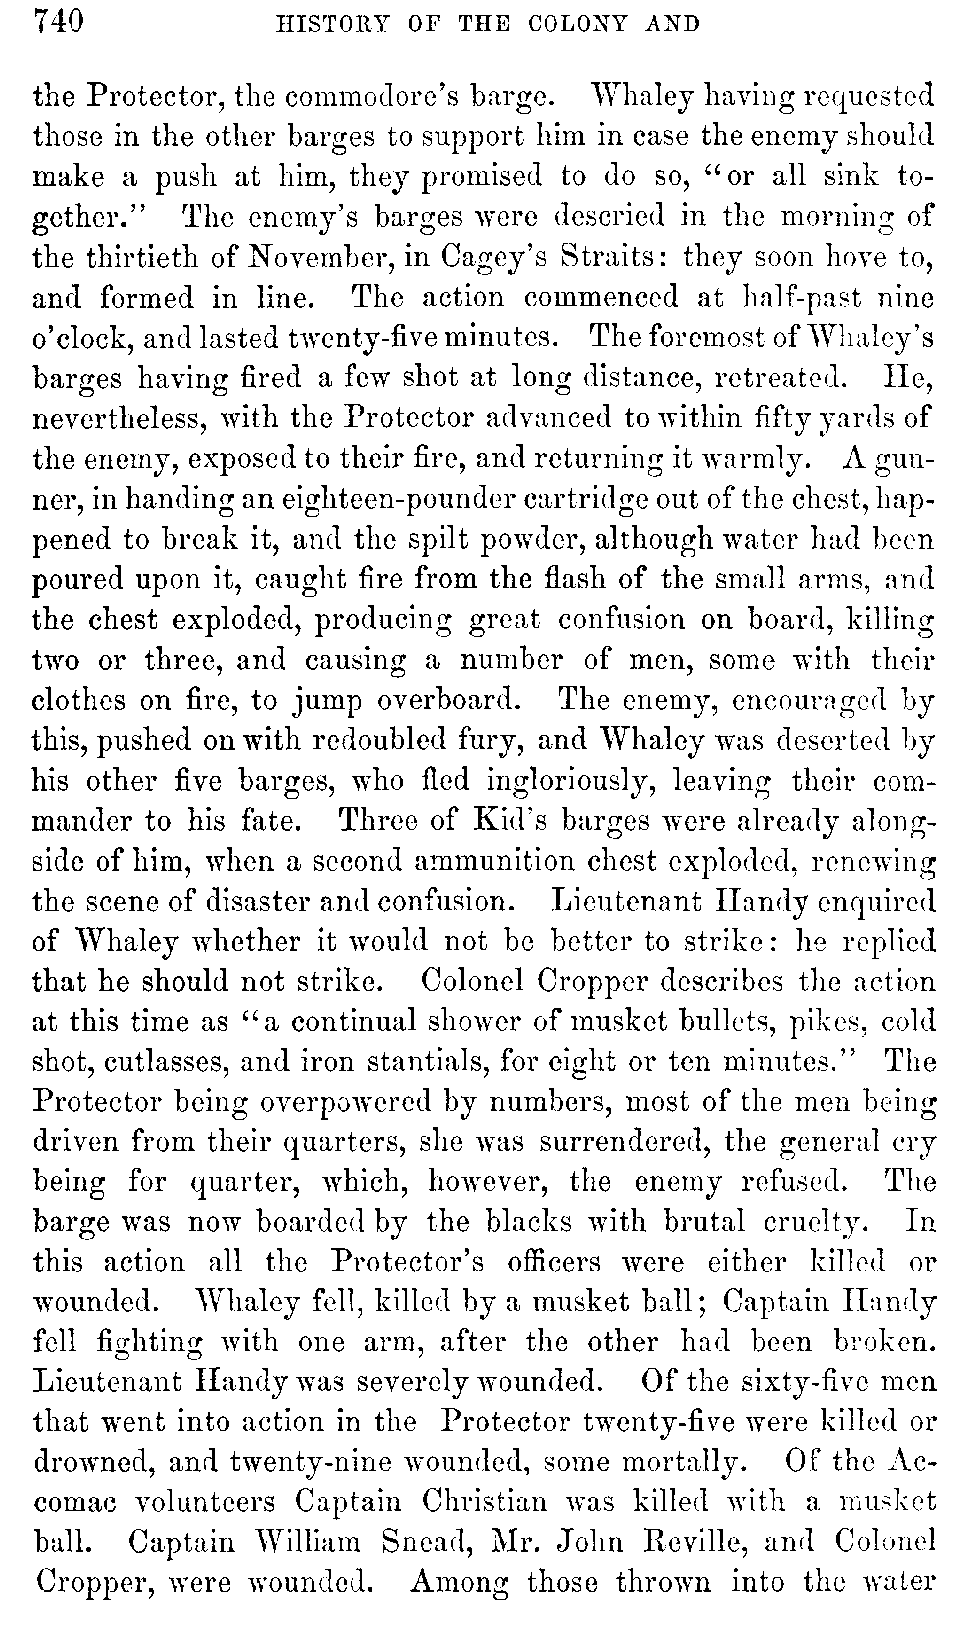 740 HISTORY OF THE COLONY AND
the Protector, the commodore's barge. Whaley having requested
those in the other barges to support him in case the enemy should
make a push at him, they promised to do so, "or all sink to-
gether." The enemy's barges were descried in the morning of
the thirtieth of November, in Cagey's Straits: they soon hove to,
and formed in line. The action commenced at half-past nine
o'clock, and lasted twenty-five minutes. The foremost of Whaley's
barges having fired a few shot at long distance, retreated. He,
nevertheless, with the Protector advanced to within fifty yards of
the enemy, exposed to their fire, and returning it warmly. A gun-
ner, in handing an eighteen-pounder cartridge out of the chest, hap-
pened to break it, and the spilt powder, although water had been
poured upon it, caught fire from the flash of the small arms, and
the chest exploded, producing great confusion on board, killing
two or three, and causing a number of men, some with their
clothes on fire, to jump overboard. The enemy, encouraged by
this, pushed on with redoubled fury, and Whaley was deserted by
his other five barges, who fled ingloriously, leaving their com-
mander to his fate. Three of Kid's barges were already along-
side of him, when a second ammunition chest exploded, renewing
the scene of disaster and confusion. Lieutenant Handy enquired
of Whaley whether it would not be better to strike: he replied
that he should not strike. Colonel Cropper describes the action
at this time as "a continual shower of musket bullets, pikes, cold
shot, cutlasses, and iron stantials, for eight or ten minutes." The
Protector being overpowered by numbers, most of the men being
driven from their quarters, she was surrendered, the general cry
being for quarter, which, however, the enemy refused. The
barge was now boarded by the blacks with brutal cruelty. In
this action all the Protector's officers were either killed or
wounded. Whaley fell, killed by a musket ball; Captain Handy
fell fighting with one arm, after the other had been broken.
Lieutenant Handy was severely wounded. Of the sixty-five men
that went into action in the Protector twenty-five were killed or
drowned, and twenty-nine wounded, some mortally. Of the Ac-
comac volunteers Captain Christian was killed with a musket
ball. Captain William Snead, Mr. John Reville, and Colonel
Cropper, were wounded. Among those thrown into the water